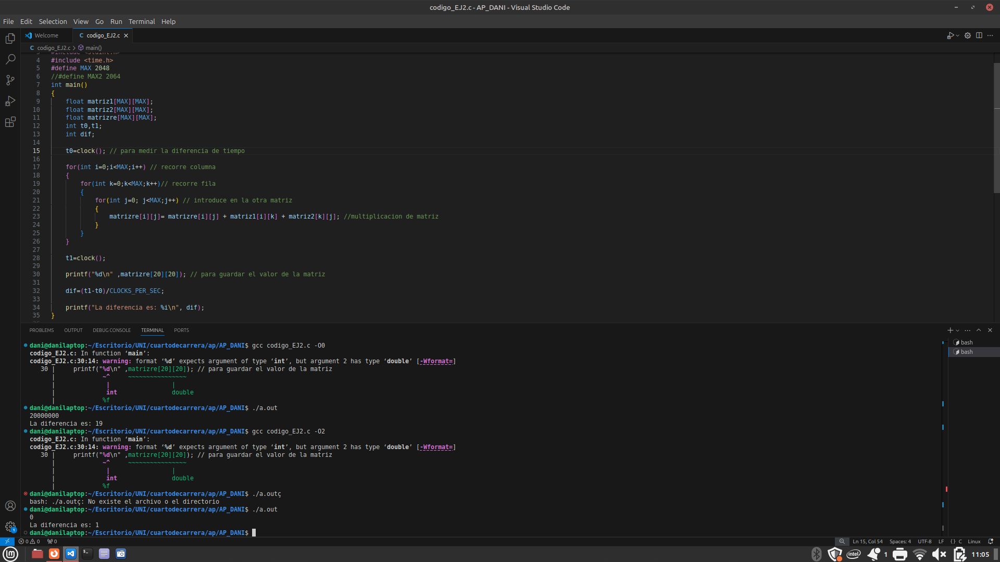 codigo_EJ2.c - AP_DANI - Visual Studio Code
File Edit Selection View Go Run Terminal Help
Welcome
C codigo_EJ2.c
C codigo_EJ2.c > main()
3 #include <stdint.h>
4 #include <time.h>
5 #define MAX 2048
6 //#define MAX2 2064
7 int main()
8 {
9 float matriz1[MAX][MAX];
10 float matriz2[MAX][MAX];
11 float matrizre[MAX][MAX];
12 int t0,t1;
13 int dif;
14
15 t0=clock(); // para medir la diferencia de tiempo
16
17 for(int i=0;i<MAX;i++) // recorre columna
18 {
19 for(int k=0;k<MAX;k++)// recorre fila
20 {
21 for(int j=0; j<MAX;j++) // introduce en la otra matriz
22 {
23 matrizre[i][j]= matrizre[i][j] + matriz1[i][k] + matriz2[k][j]; //multiplicacion de matriz
24 }
25 }
26 }
27
28 t1=clock();
29
30 printf("%d\n" ,matrizre[20][20]); // para guardar el valor de la matriz
31
32 dif=(t1-t0)/CLOCKS_PER_SEC;
33
34 printf("La diferencia es: %i\n", dif);
35 }
PROBLEMS OUTPUT DEBUG CONSOLE TERMINAL PORTS
bash
bash
dani@danilaptop:~/Escritorio/UNI/cuartodecarrera/ap/AP_DANI$ gcc codigo_EJ2.c -O0
codigo_EJ2.c: In function ‘main’:
codigo_EJ2.c:30:14: warning: format ‘%d’ expects argument of type ‘int’, but argument 2 has type ‘double’ [-Wformat=]
30 | printf("%d\n" ,matrizre[20][20]); // para guardar el valor de la matriz
| ~^ ~~~~~~~~~~~~~~~~
| | |
| int double
| %f
dani@danilaptop:~/Escritorio/UNI/cuartodecarrera/ap/AP_DANI$ ./a.out
20000000
La diferencia es: 19
dani@danilaptop:~/Escritorio/UNI/cuartodecarrera/ap/AP_DANI$ gcc codigo_EJ2.c -O2
codigo_EJ2.c: In function ‘main’:
codigo_EJ2.c:30:14: warning: format ‘%d’ expects argument of type ‘int’, but argument 2 has type ‘double’ [-Wformat=]
30 | printf("%d\n" ,matrizre[20][20]); // para guardar el valor de la matriz
| ~^ ~~~~~~~~~~~~~~~~
| | |
| int double
| %f
dani@danilaptop:~/Escritorio/UNI/cuartodecarrera/ap/AP_DANI$ ./a.outç
bash: ./a.outç: No existe el archivo o el directorio
dani@danilaptop:~/Escritorio/UNI/cuartodecarrera/ap/AP_DANI$ ./a.out
0
La diferencia es: 1
dani@danilaptop:~/Escritorio/UNI/cuartodecarrera/ap/AP_DANI$
1
0 0 0 Ln 15, Col 54 Spaces: 4 UTF-8 LF {} C Linux
intel 1 11:05